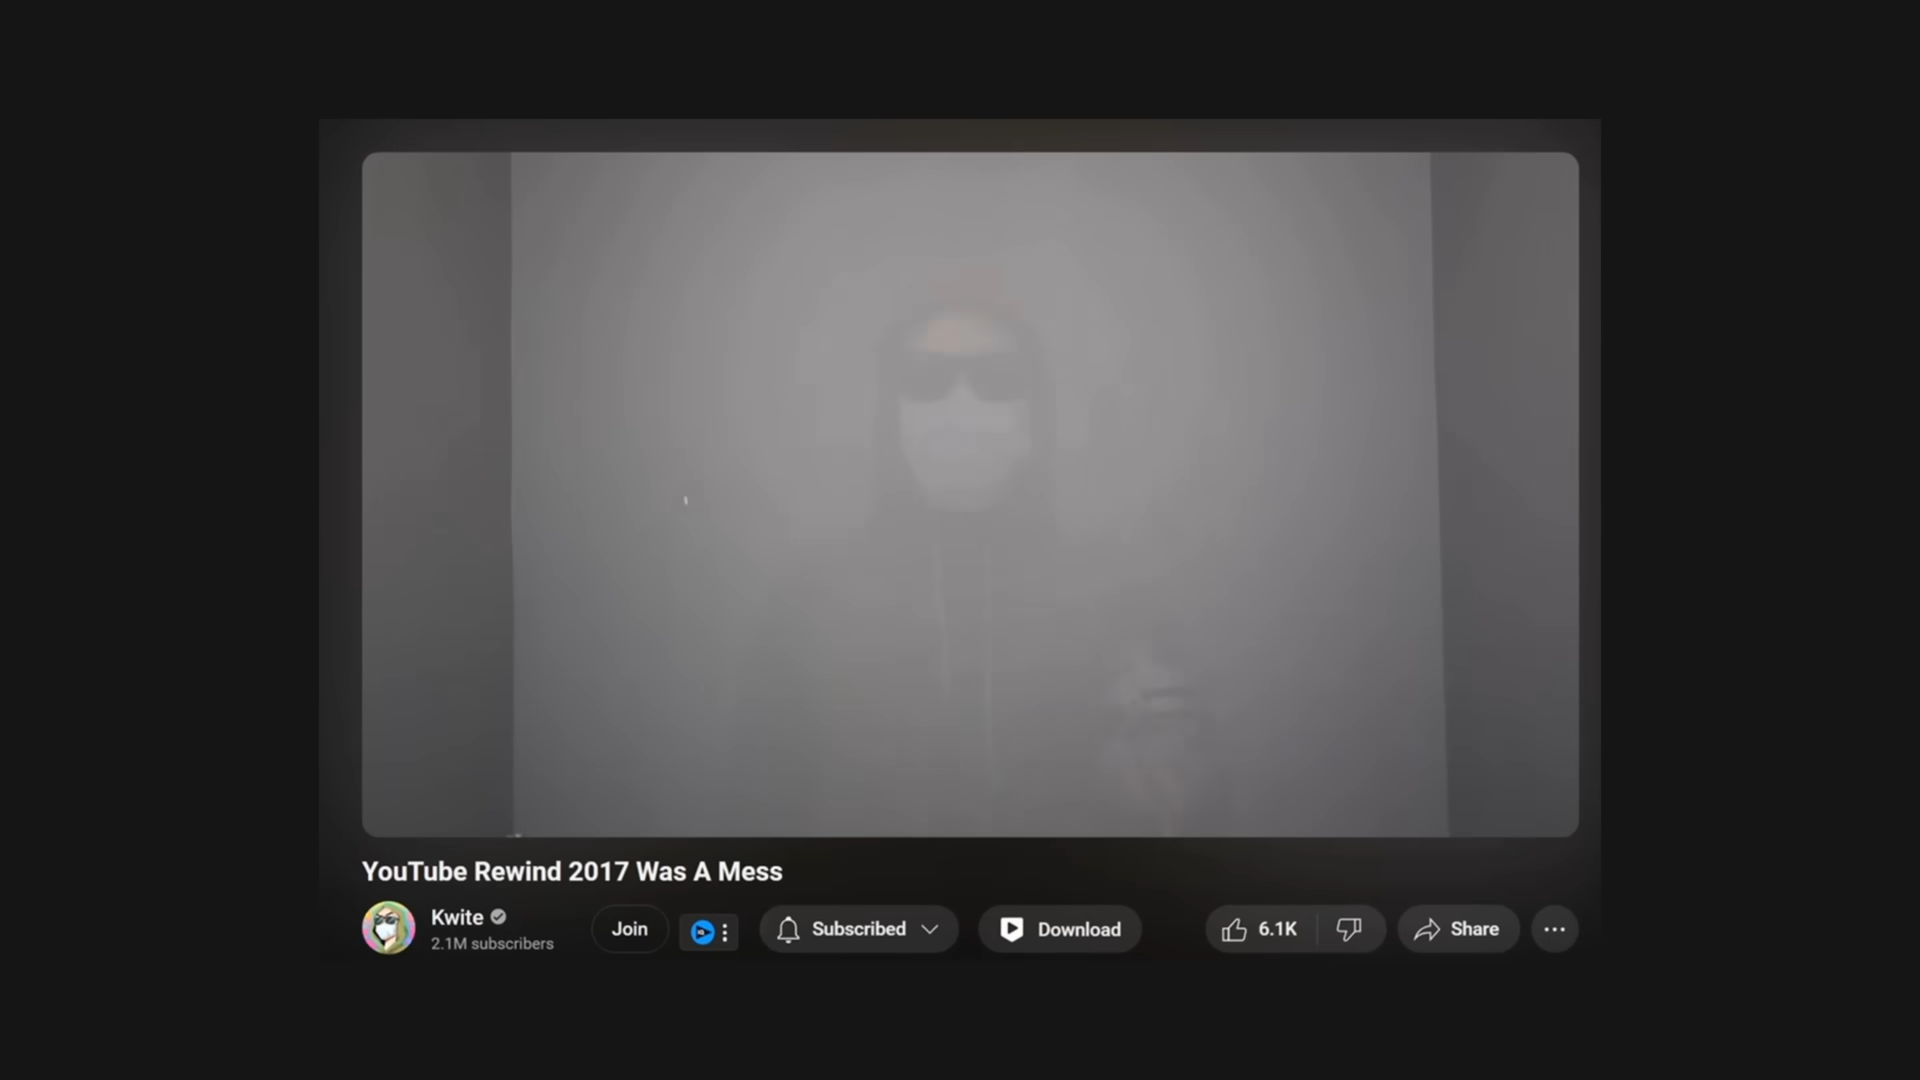 YouTube Rewind 2017 Was A Mess
Kwite
2.1M subscribers
Join
Subscribed
Download
6.1K
Share